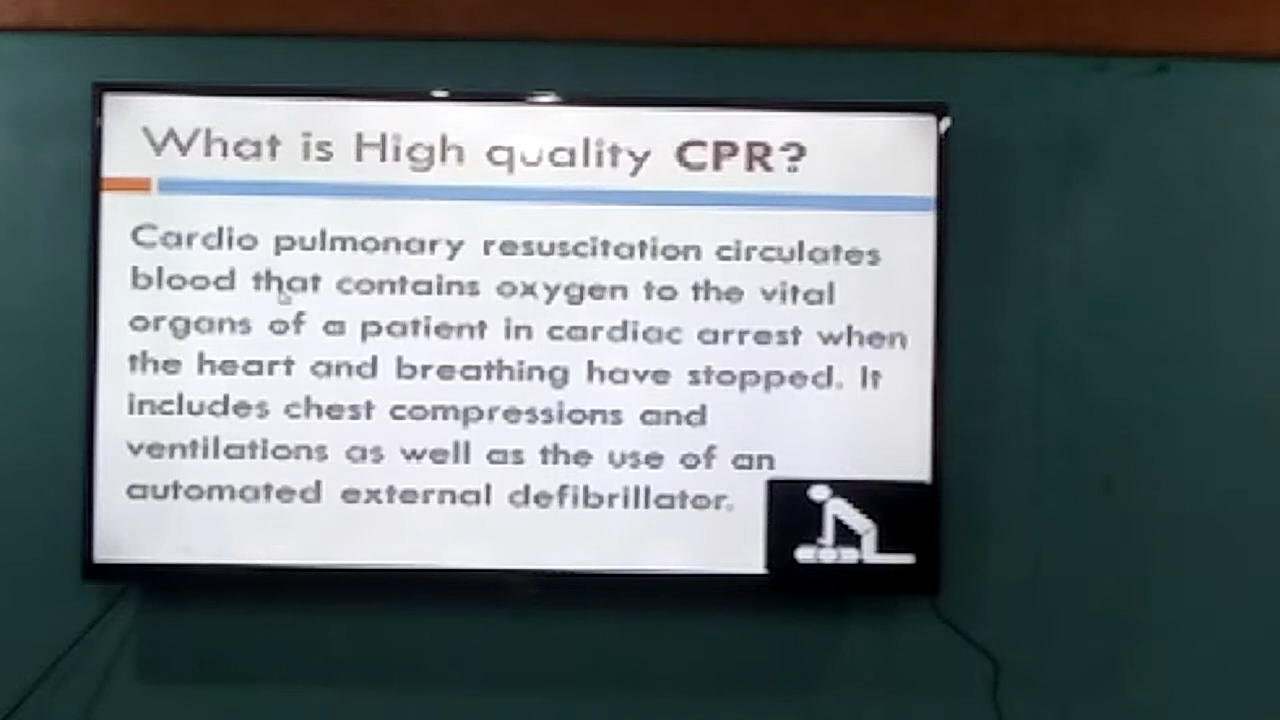 What is High quality CPR?
Cardio pulmonary resuscitation circulates
blood that contains oxygen to the vital
organs of a patient in cardiac arrest when
the heart and breathing have stopped. It
includes chest compressions and
ventilations as well as the use of an
automated external defibrillator.